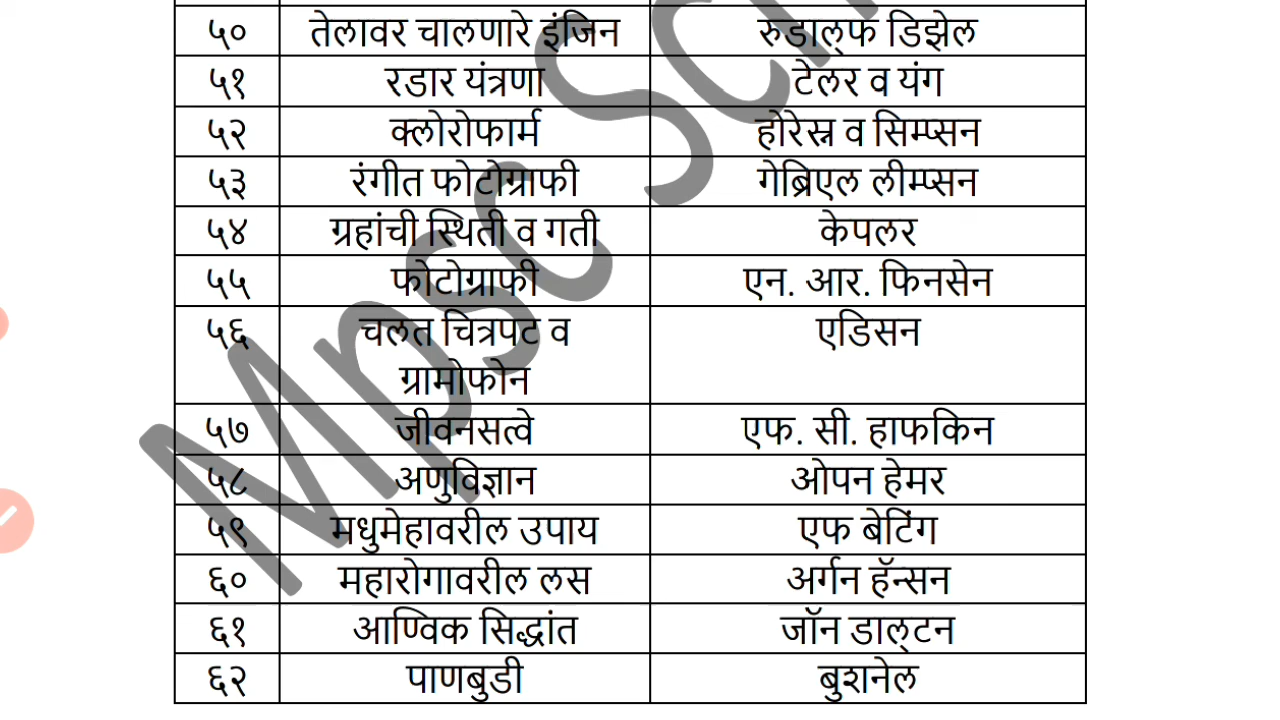 ५० तेलावर चालणारे इंजिन रुडाल्‌फ डिझेल
५१ रडार यंत्रणा टेलर व यंग
५२ क्लोरोफार्म होरेस्न व सिम्प्सन
५३ रंगीत फोटोग्राफी गेब्रिएल लीम्प्सन
५४ ग्रहांची स्थिती व गती केपलर
५५ फोटोग्राफी एन. आर. फिनसेन
५६ चलत चित्रपट व एडिसन
ग्रामोफोन
५७ जीवनसत्वे एफ. सी. हाफकिन
५८ अणुविज्ञान ओपन हेमर
५९ मधुमेहावरील उपाय एफ बेटिंग
६० महारोगावरील लस अर्गन हॅन्सन
६१ आण्विक सिद्धांत जॉन डाल्‌टन
६२ पाणबुडी बुशनेल